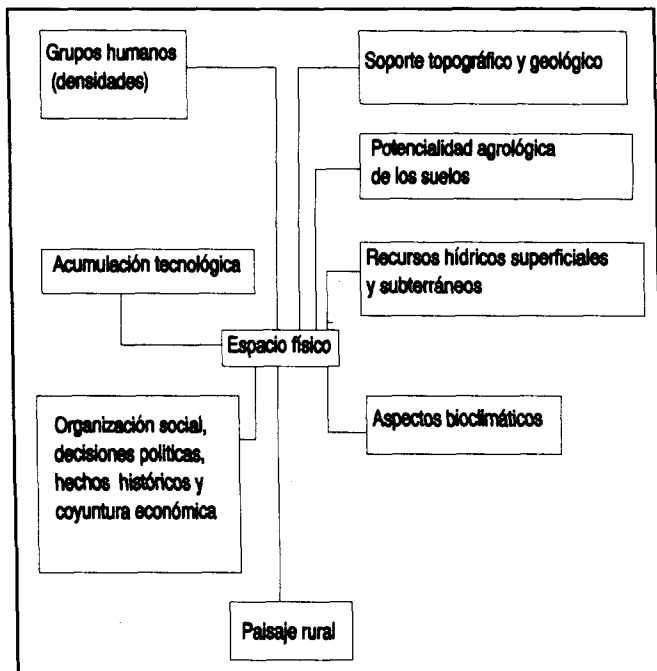 Grupos humanos
(densidades)
Soporte topográfico y geológico
Potencialidad agrológica
de los suelos
Acumulación tecnológica
Recursos hídricos superficiales
y subterráneos
Espacio físico
Organización social,
decisiones políticas,
hechos históricos y
coyuntura económica
Aspectos bioclimáticos
Paisaje rural